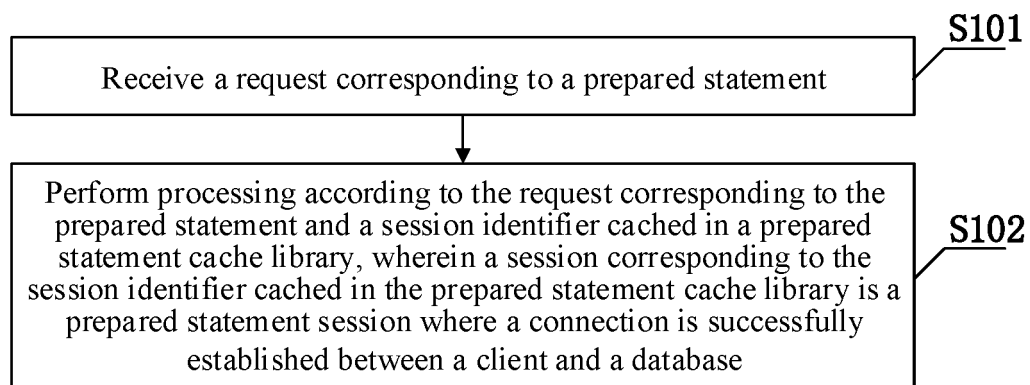 S101
Receive a request corresponding to a prepared statement
Perform processing according to the request corresponding to the
prepared statement and a session identifier cached in a prepared
statement cache library, wherein a session corresponding to the
session identifier cached in the prepared statement cache library is a
prepared statement session where a connection is successfully
established between a client and a database
S102